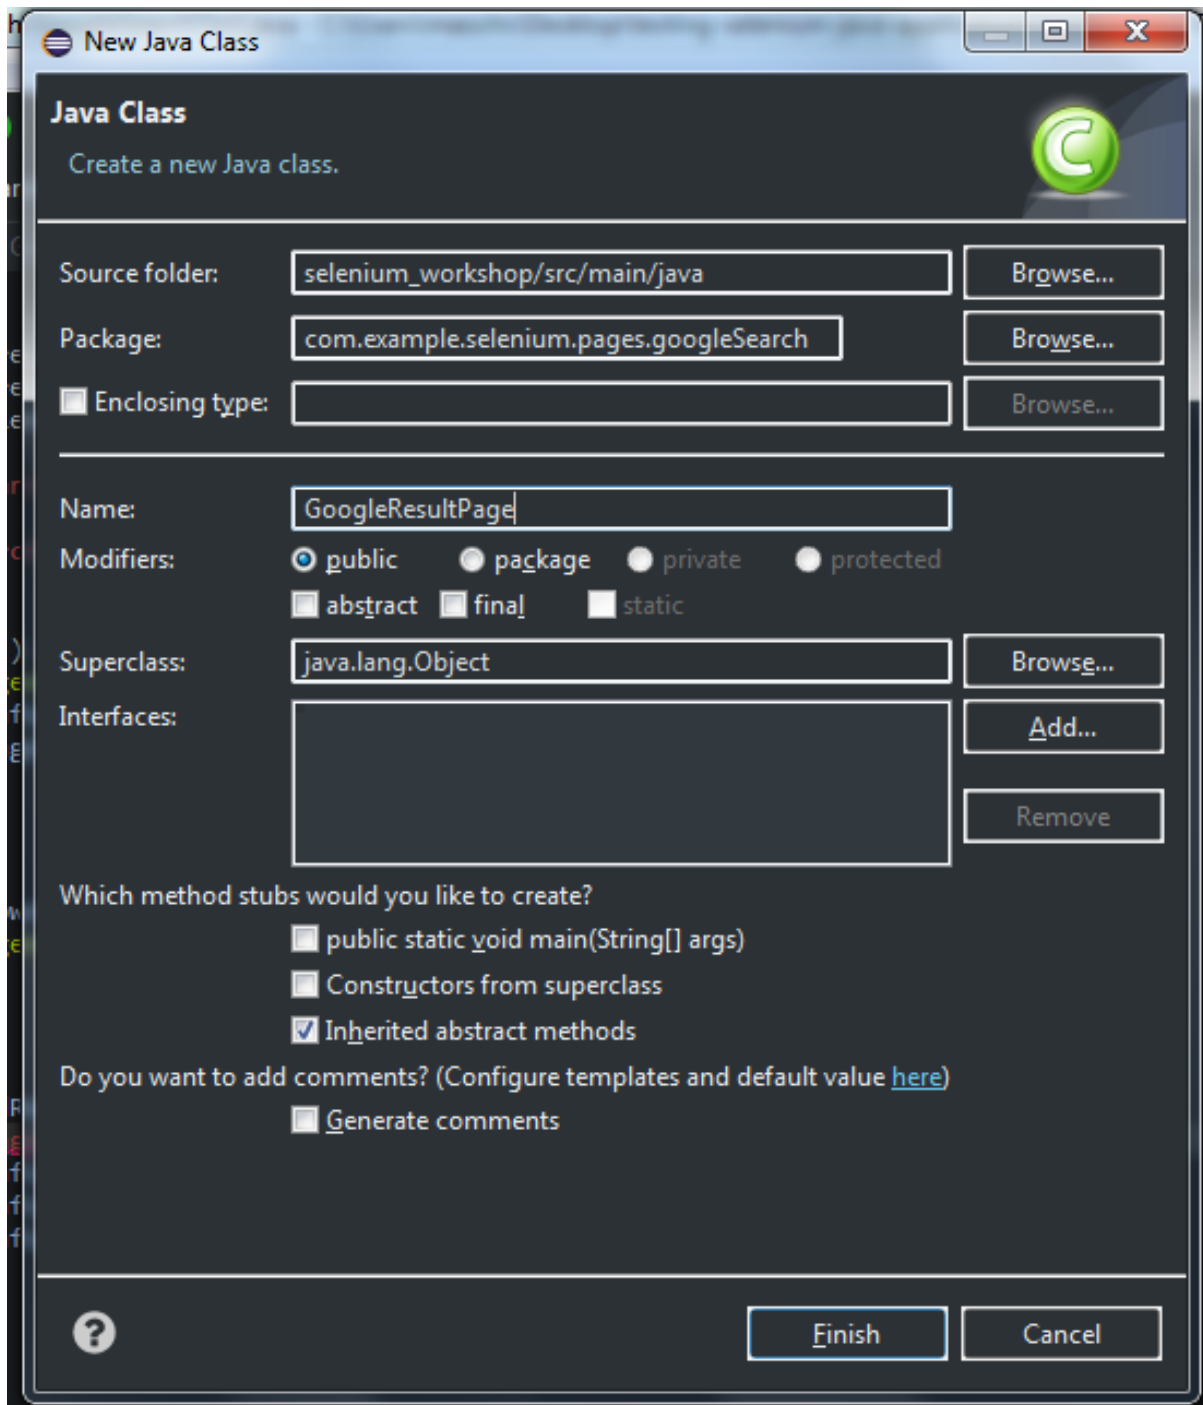 New Java Class
Java Class
Create a new Java class.
Source folder: selenium_workshop/src/main/java Browse...
Package: com.example.selenium.pages.googleSearch Browse...
Enclosing type: Browse...
Name: GoogleResultPage
Modifiers: public package private protected
abstract final static
Superclass: java.lang.Object Browse...
Interfaces: Add...
Remove
Which method stubs would you like to create?
public static void main(String[] args)
Constructors from superclass
Inherited abstract methods
Do you want to add comments? (Configure templates and default value here)
Generate comments
Finish Cancel